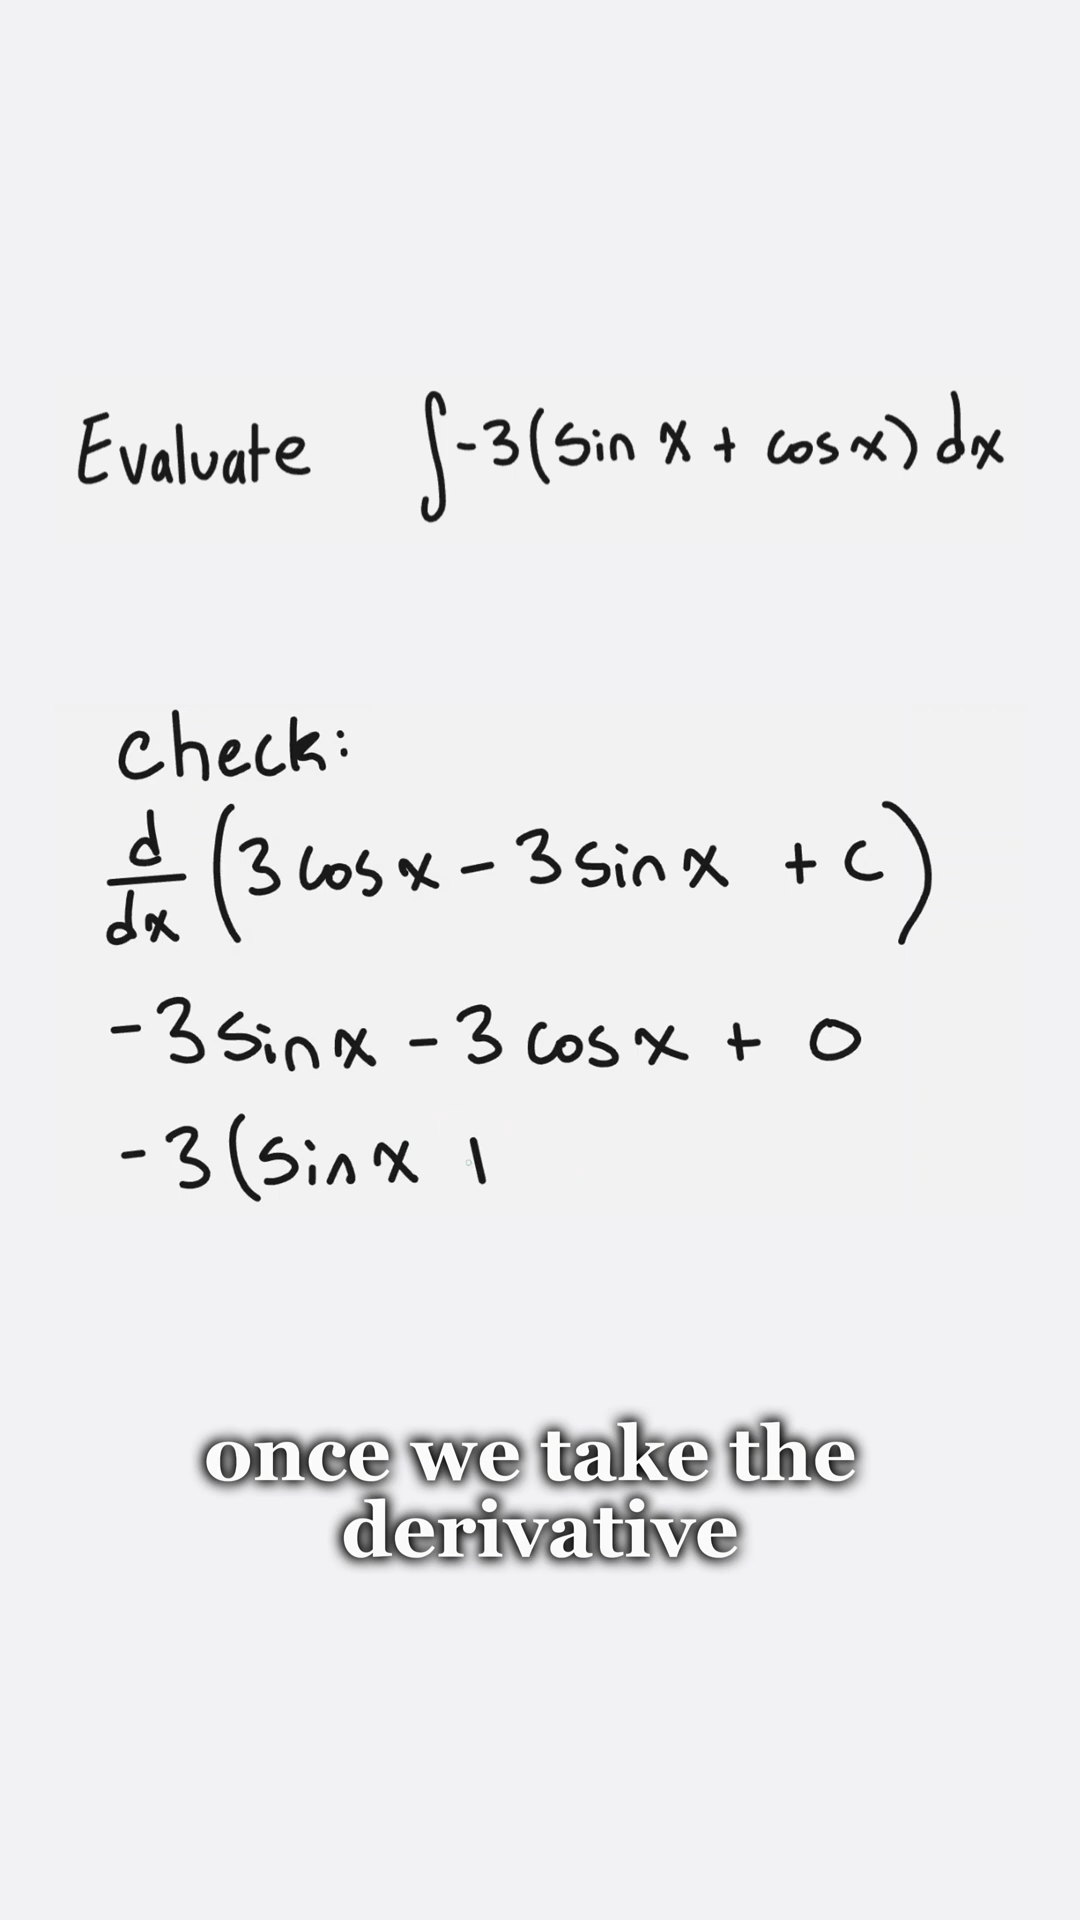 Evaluate ∫-3(sin x + cos x) dx
check:
d/dx (3 cos x - 3 sin x + c)
-3 sin x - 3 cos x + 0
-3(sin x
once we take the
derivative